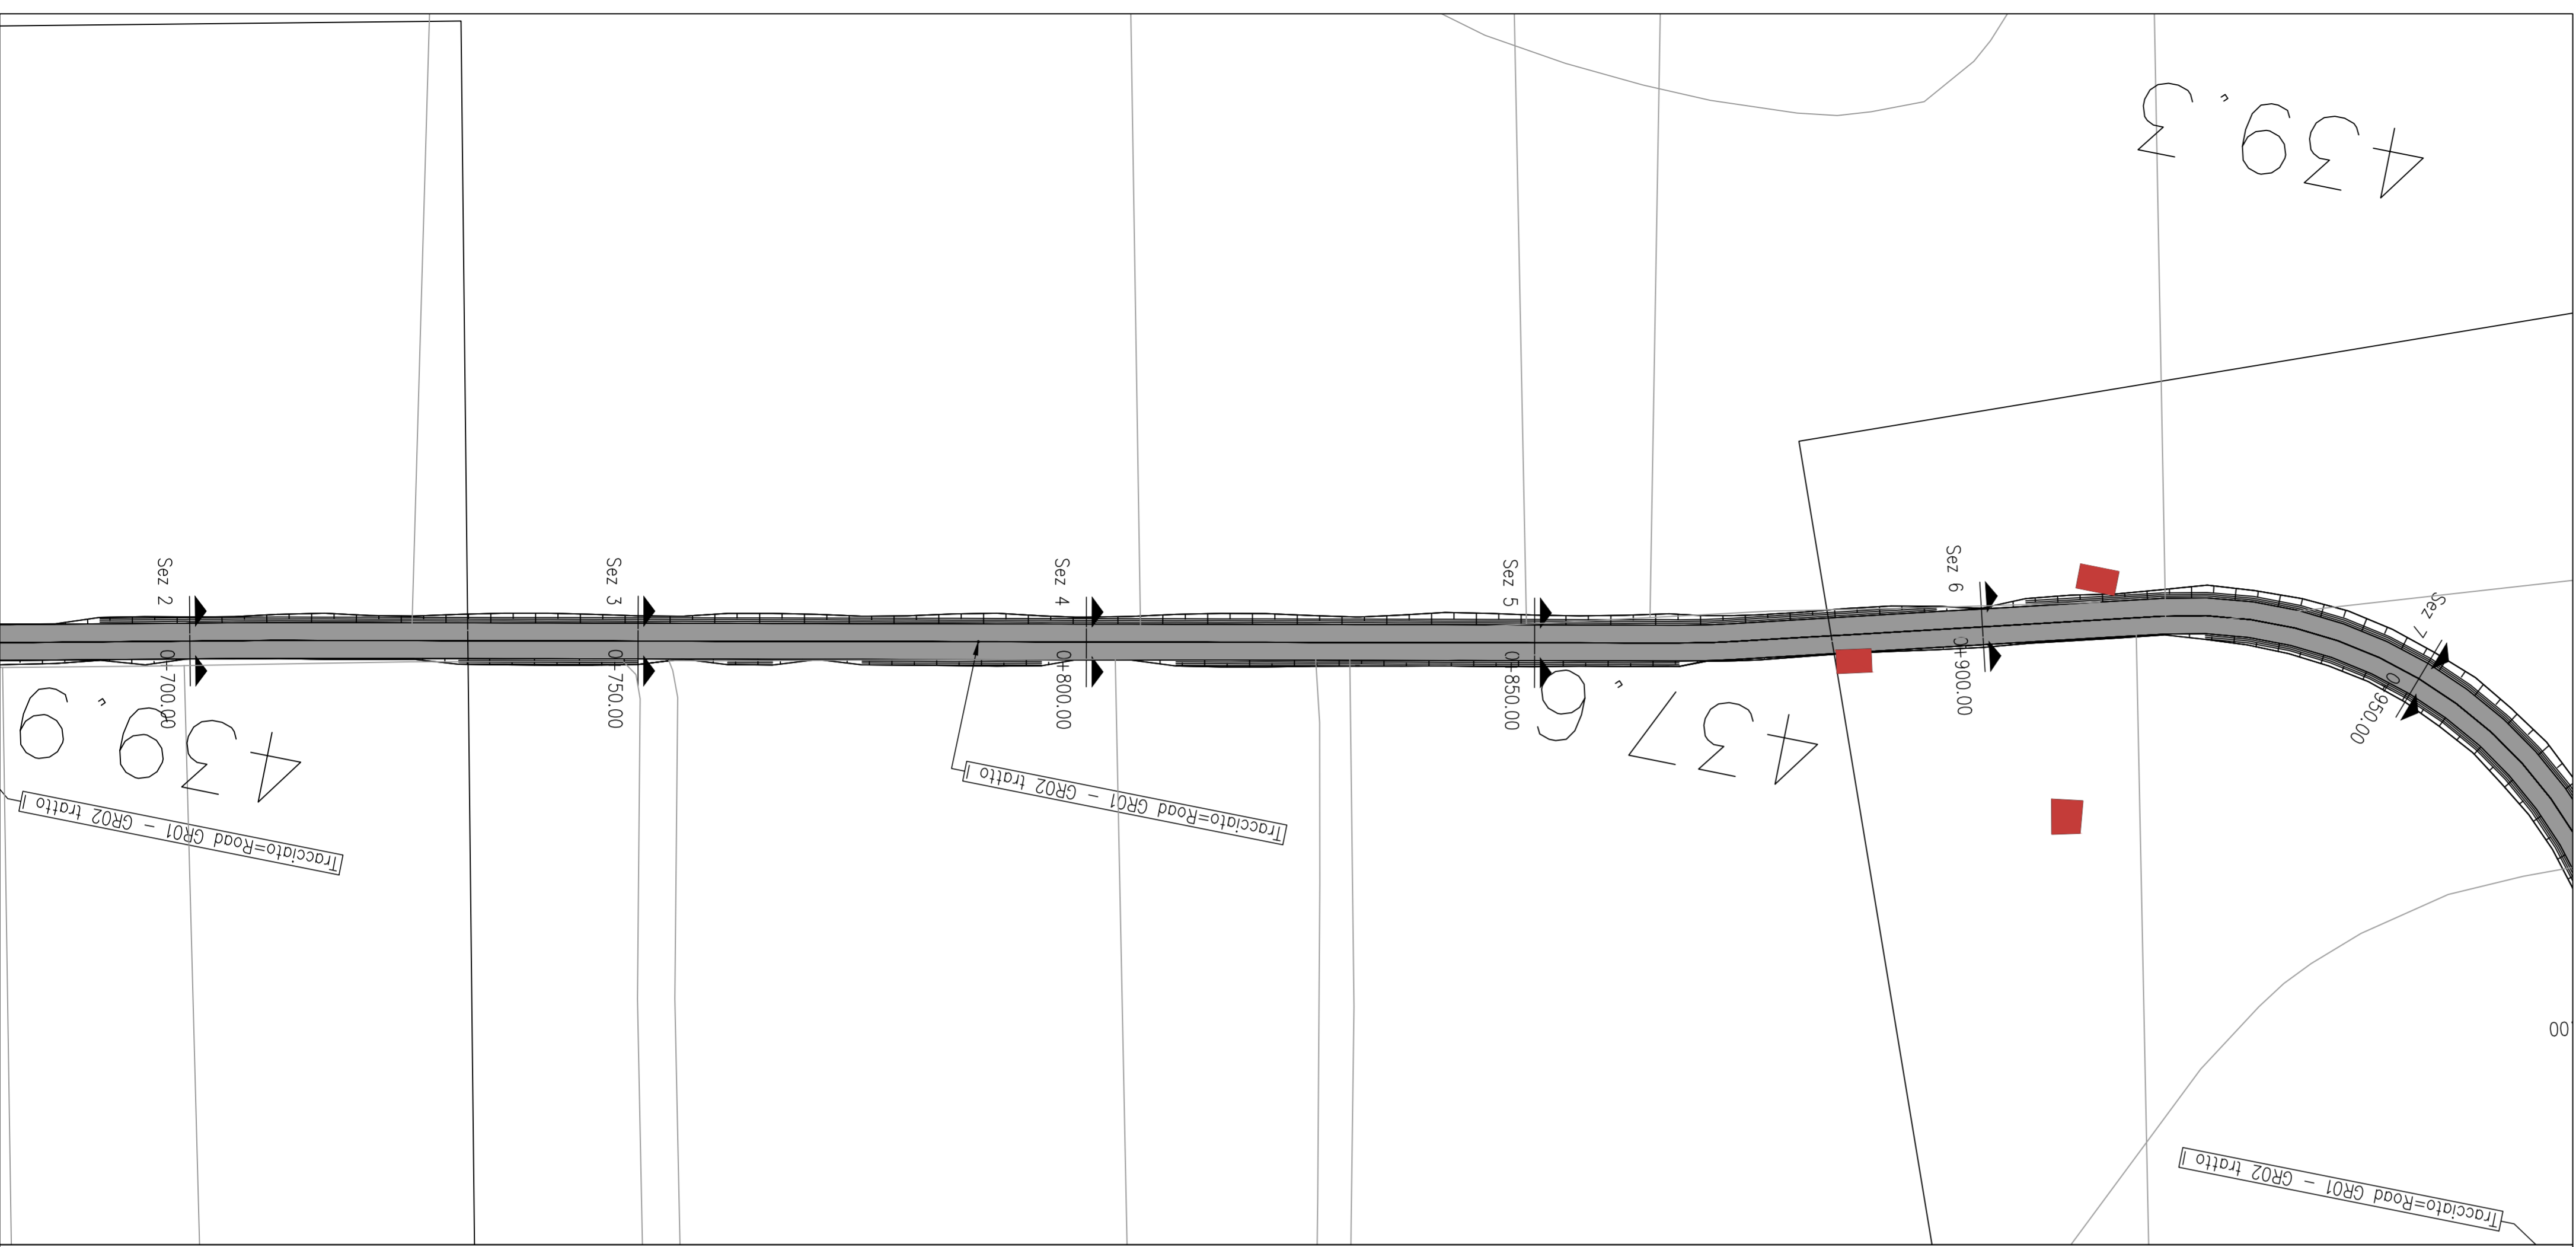 439.3
Sez 2
Sez 3
Sez 4
Sez 5
Sez 6
Sez 7
0+700.00
0+750.00
0+800.00
0+850.00
0+900.00
950.00
439.9
437.6
Tracciato=Road GR01 - GR02 tratto I
Tracciato=Road GR01 - GR02 tratto I
00
Tracciato=Road GR01 - GR02 tratto I